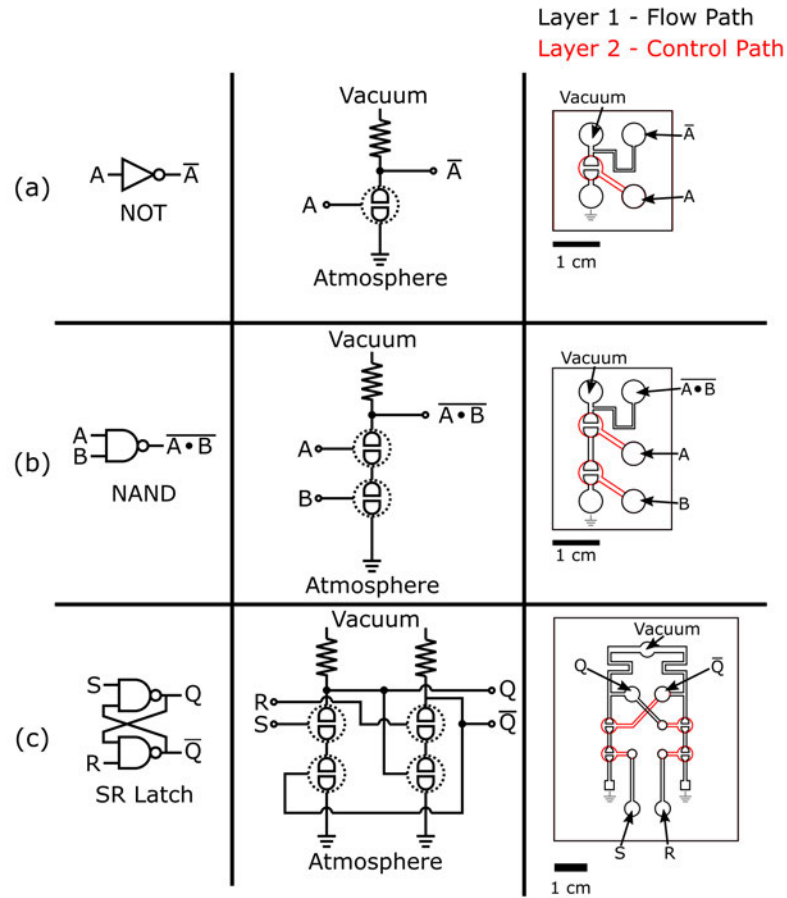 Layer 1 - Flow Path
Layer 2 - Control Path
(a)
A
A̅
NOT
Vacuum
A̅
A
Atmosphere
Vacuum
A̅
A
1 cm
(b)
A
B
A̅ ̅•̅ ̅B̅
NAND
Vacuum
A̅ ̅•̅ ̅B̅
A
B
Atmosphere
Vacuum
A̅ ̅•̅ ̅B̅
A
B
1 cm
(c)
S
Q
R
Q̅
SR Latch
Vacuum
Q
R
S
Q̅
Atmosphere
Vacuum
Q
Q̅
S
R
1 cm